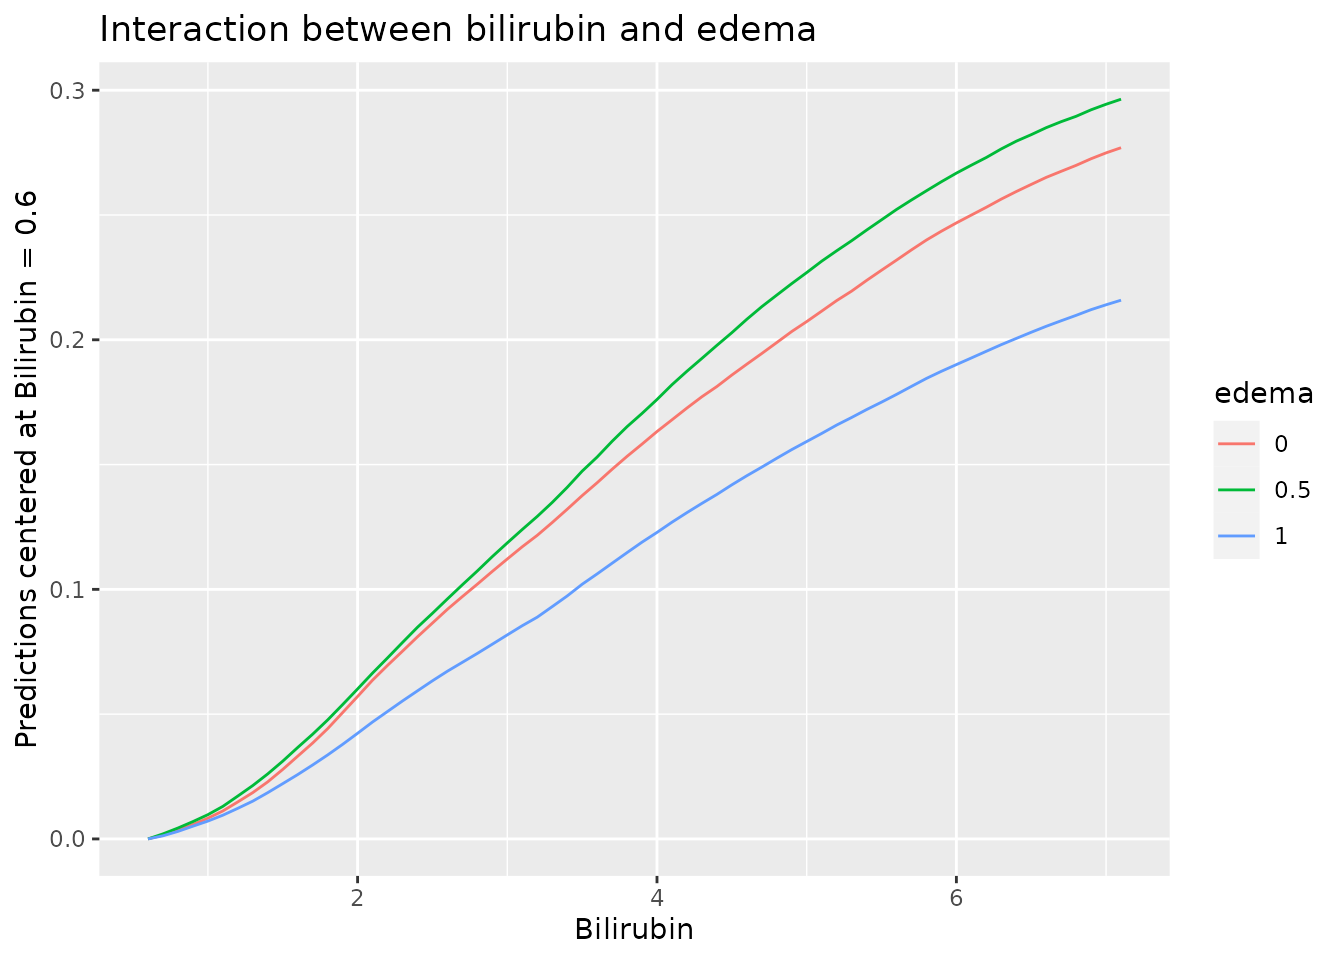 Interaction between bilirubin and edema
Predictions centered at Bilirubin = 0.6
0.3
0.2
0.1
0.0
2
4
6
Bilirubin
edema
0
0.5
1